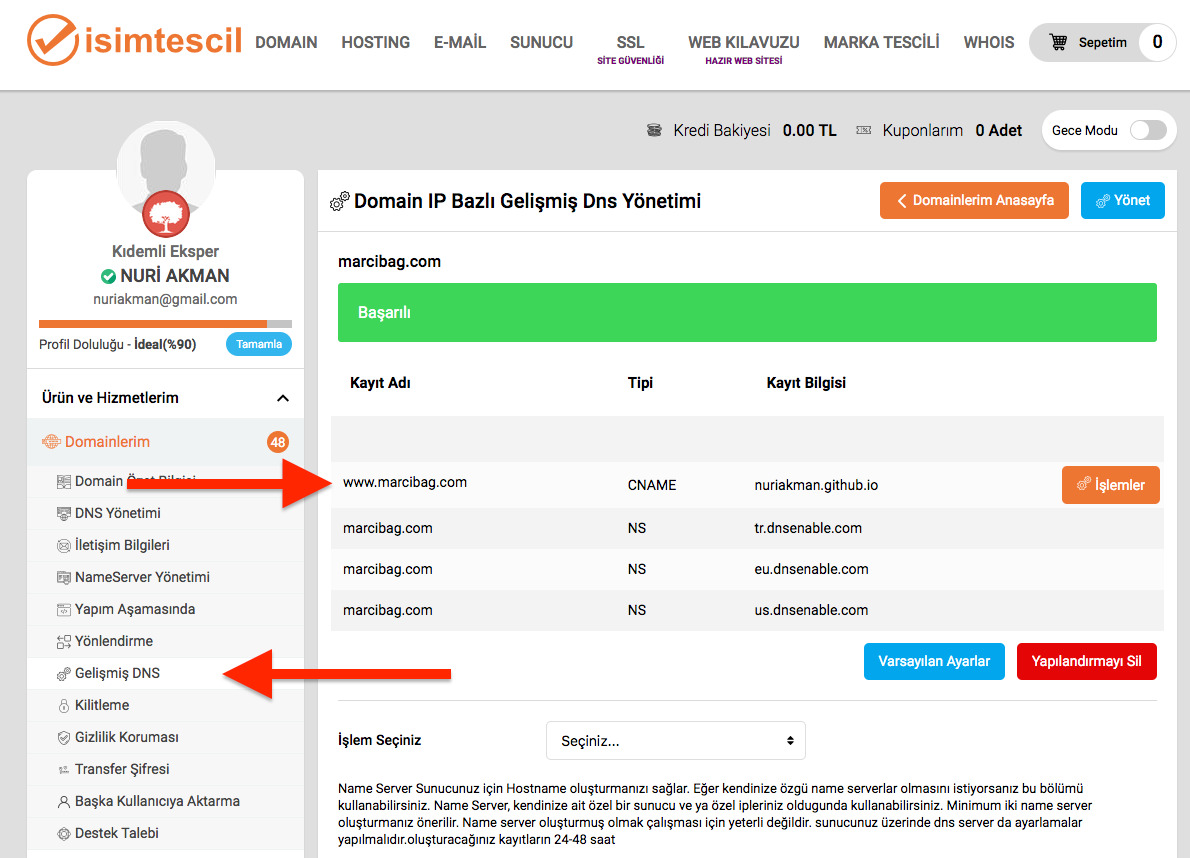 isimtescil
DOMAIN HOSTING E-MAİL SUNUCU SSL WEB KILAVUZU MARKA TESCİLİ WHOIS Sepetim 0
SİTE GÜVENLİĞİ HAZIR WEB SİTESİ
Kredi Bakiyesi 0.00 TL Kuponlarım 0 Adet Gece Modu
Kıdemli Eksper
NURİ AKMAN
nuriakman@gmail.com
Profil Doluluğu - İdeal(%90) Tamamla
Ürün ve Hizmetlerim
Domainlerim 48
Domain Özet Bilgisi
DNS Yönetimi
İletişim Bilgileri
NameServer Yönetimi
Yapım Aşamasında
Yönlendirme
Gelişmiş DNS
Kilitleme
Gizlilik Koruması
Transfer Şifresi
Başka Kullanıcıya Aktarma
Destek Talebi
Domain IP Bazlı Gelişmiş Dns Yönetimi Domainlerim Anasayfa Yönet
marcibag.com
Başarılı
Kayıt Adı Tipi Kayıt Bilgisi
www.marcibag.com CNAME nuriakman.github.io İşlemler
marcibag.com NS tr.dnsenable.com
marcibag.com NS eu.dnsenable.com
marcibag.com NS us.dnsenable.com
Varsayılan Ayarlar Yapılandırmayı Sil
İşlem Seçiniz Seçiniz...
Name Server Sunucunuz için Hostname oluşturmanızı sağlar. Eğer kendinize özgü name serverlar olmasını istiyorsanız bu bölümü
kullanabilirsiniz. Name Server, kendinize ait özel bir sunucu ve ya özel ipleriniz oldugunda kullanabilirsiniz. Minimum iki name server
oluşturmanız önerilir. Name server oluşturmuş olmak çalışması için yeterli değildir. sunucunuz üzerinde dns server da ayarlamalar
yapılmalıdır.oluşturacağınız kayıtların 24-48 saat